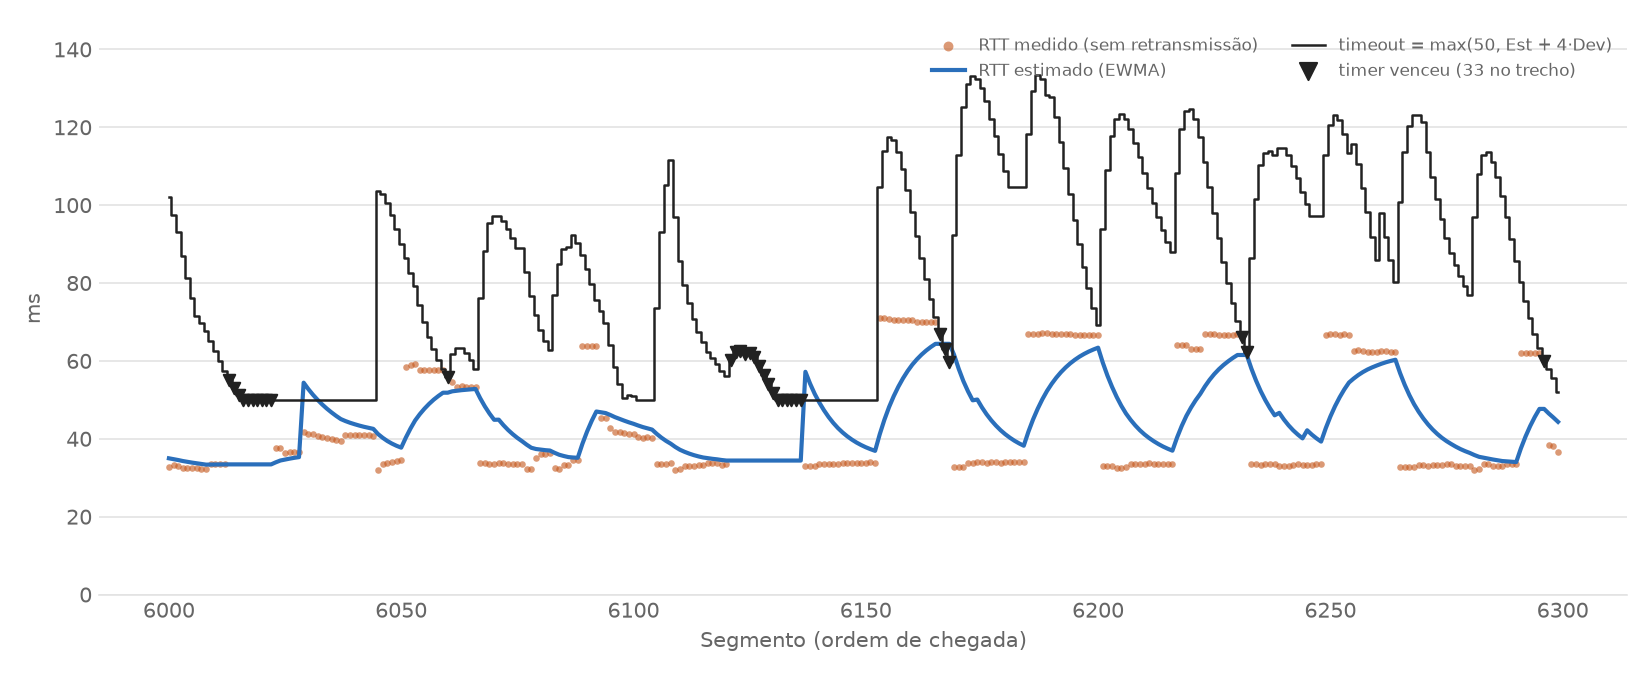 RTT medido (sem retransmissão)
RTT estimado (EWMA)
timeout = max(50, Est + 4·Dev)
timer venceu (33 no trecho)
ms
140
120
100
80
60
40
20
0
6000 6050 6100 6150 6200 6250 6300
Segmento (ordem de chegada)